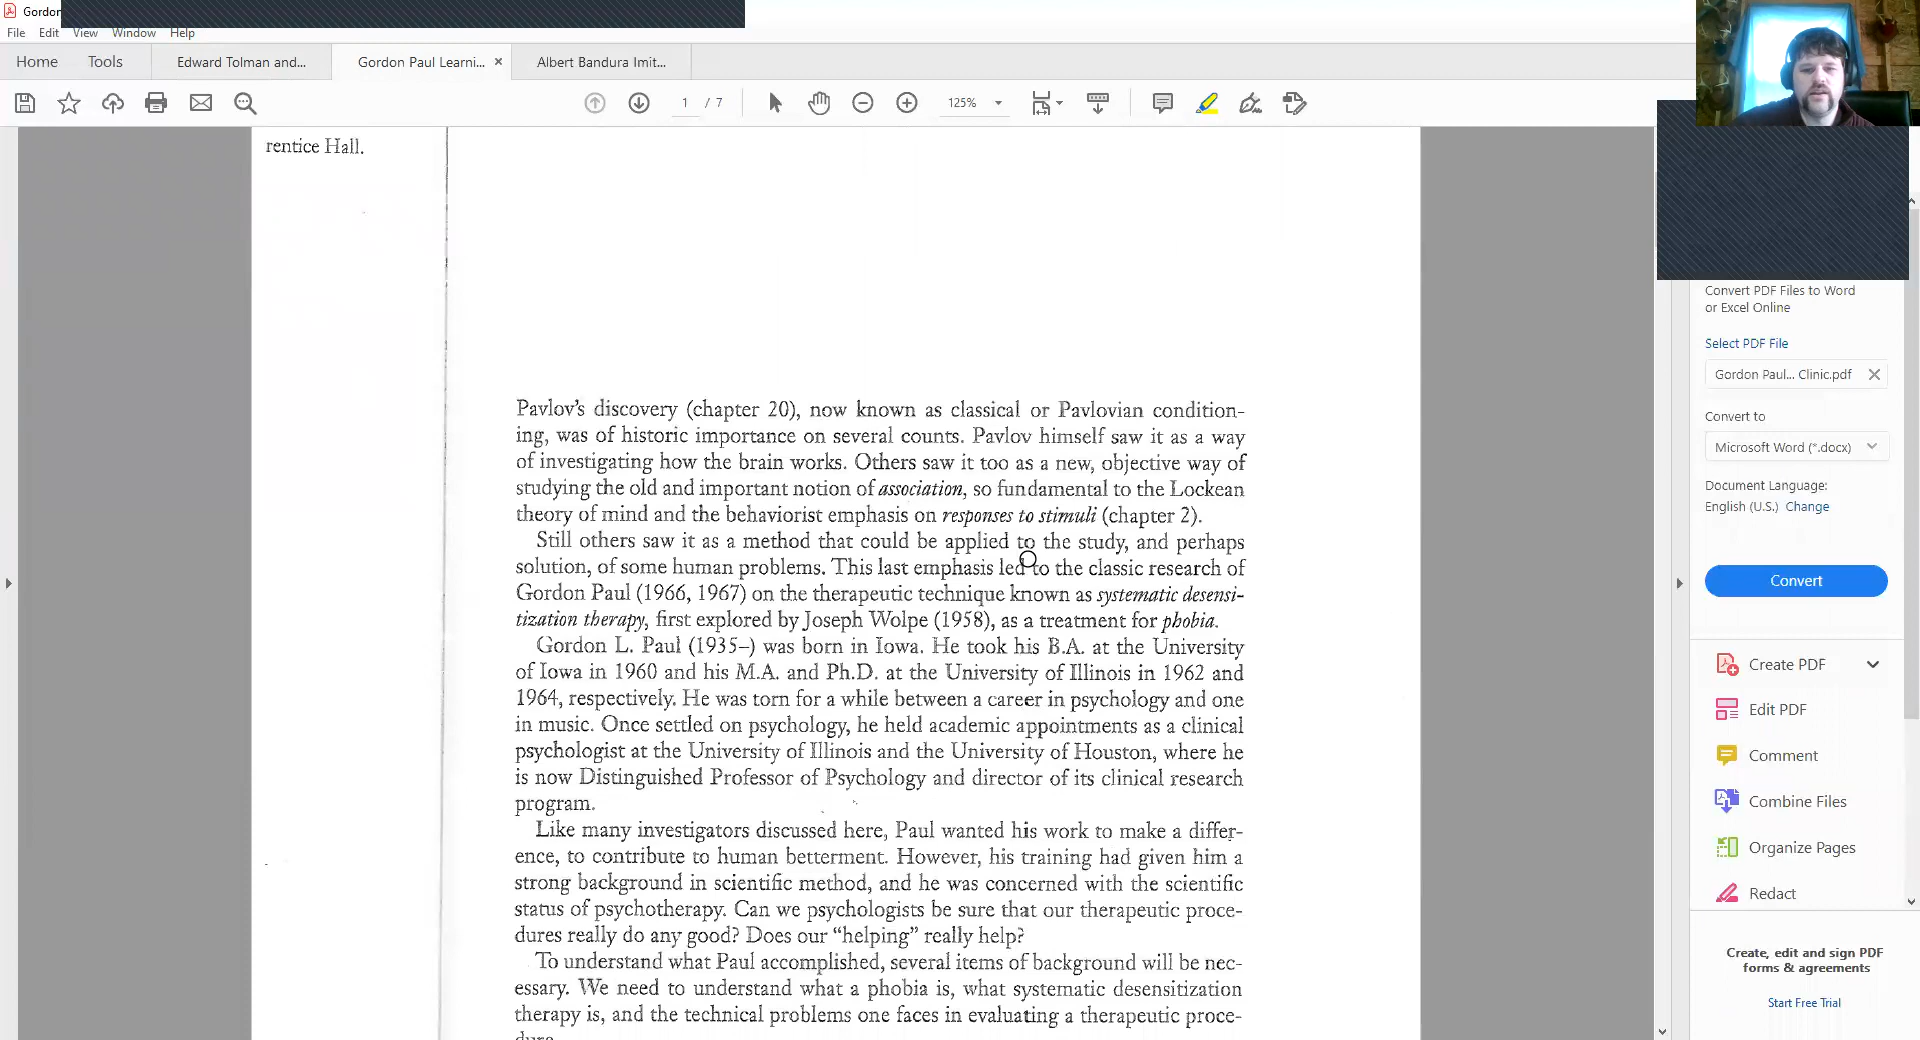 Gordon
File Edit View Window Help
Home Tools Edward Tolman and... Gordon Paul Learni... × Albert Bandura Imit...
1 / 7 125%
rentice Hall.
Pavlov's discovery (chapter 20), now known as classical or Pavlovian condition-
ing, was of historic importance on several counts. Pavlov himself saw it as a way
of investigating how the brain works. Others saw it too as a new, objective way of
studying the old and important notion of association, so fundamental to the Lockean
theory of mind and the behaviorist emphasis on responses to stimuli (chapter 2).
Still others saw it as a method that could be applied to the study, and perhaps
solution, of some human problems. This last emphasis led to the classic research of
Gordon Paul (1966, 1967) on the therapeutic technique known as systematic desensi-
tization therapy, first explored by Joseph Wolpe (1958), as a treatment for phobia.
Gordon L. Paul (1935–) was born in Iowa. He took his B.A. at the University
of Iowa in 1960 and his M.A. and Ph.D. at the University of Illinois in 1962 and
1964, respectively. He was torn for a while between a career in psychology and one
in music. Once settled on psychology, he held academic appointments as a clinical
psychologist at the University of Illinois and the University of Houston, where he
is now Distinguished Professor of Psychology and director of its clinical research
program.
Like many investigators discussed here, Paul wanted his work to make a differ-
ence, to contribute to human betterment. However, his training had given him a
strong background in scientific method, and he was concerned with the scientific
status of psychotherapy. Can we psychologists be sure that our therapeutic proce-
dures really do any good? Does our "helping" really help?
To understand what Paul accomplished, several items of background will be nec-
essary. We need to understand what a phobia is, what systematic desensitization
therapy is, and the technical problems one faces in evaluating a therapeutic proce-
dure.
Convert PDF Files to Word
or Excel Online
Select PDF File
Gordon Paul... Clinic.pdf
Convert to
Microsoft Word (*.docx)
Document Language:
English (U.S.) Change
Convert
Create PDF
Edit PDF
Comment
Combine Files
Organize Pages
Redact
Create, edit and sign PDF
forms & agreements
Start Free Trial